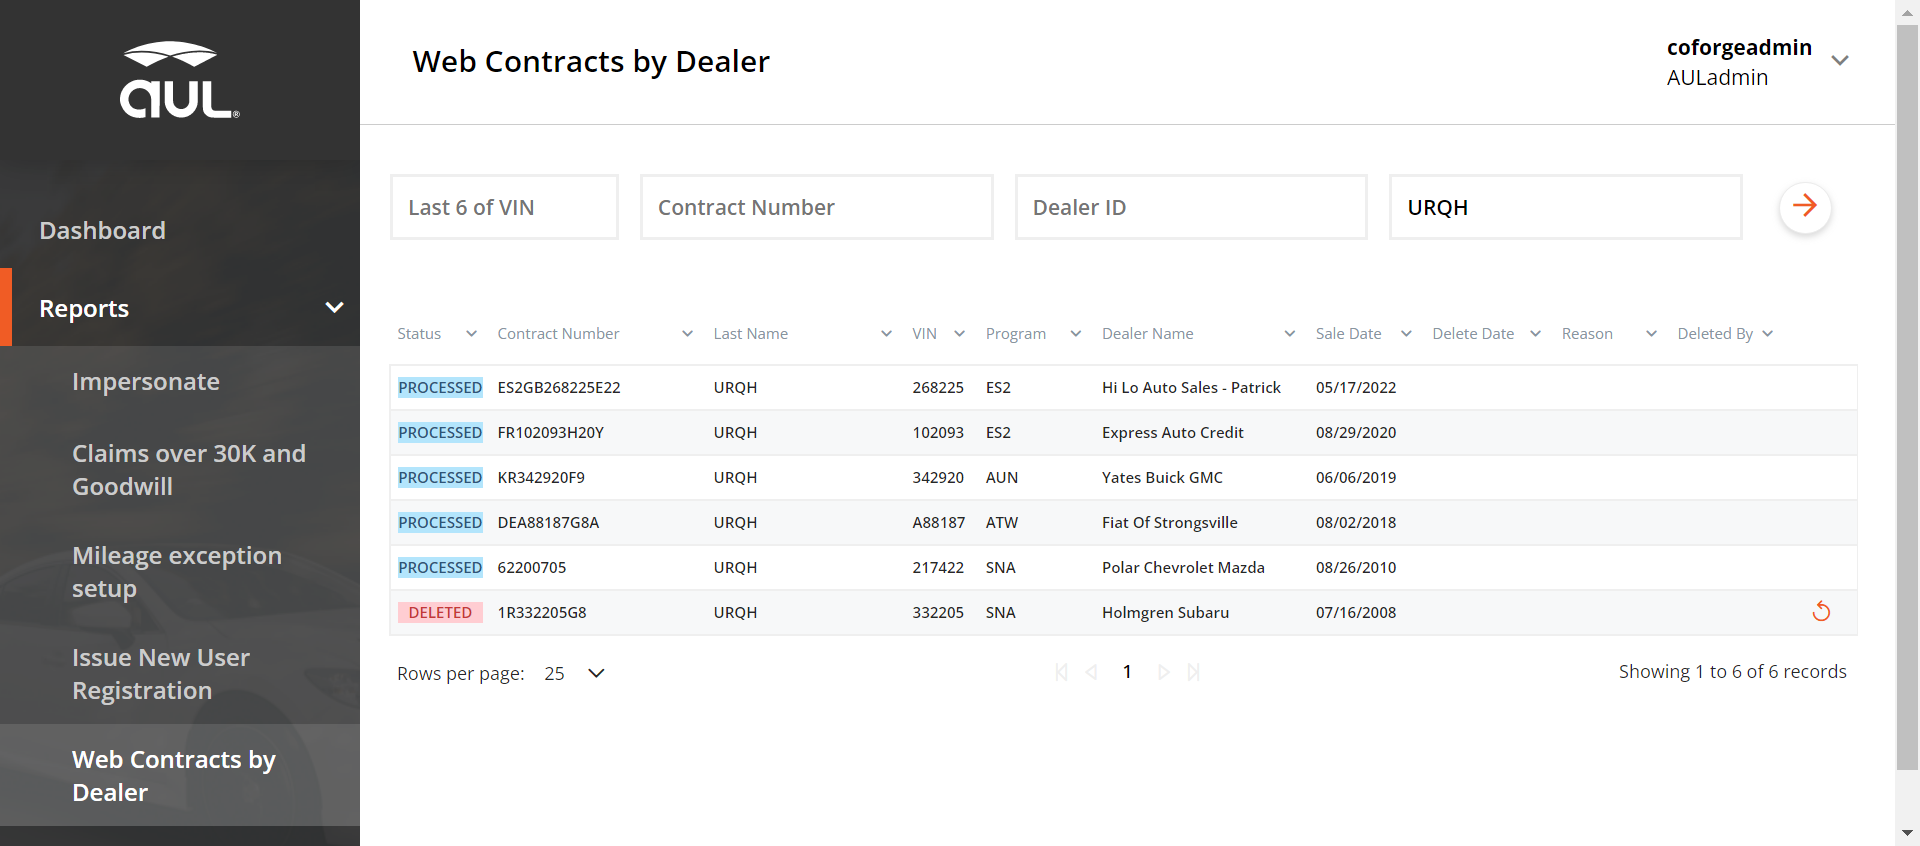 aUL®
Dashboard
Reports
Impersonate
Claims over 30K and
Goodwill
Mileage exception
setup
Issue New User
Registration
Web Contracts by
Dealer
Web Contracts by Dealer
coforgeadmin
AULadmin
Last 6 of VIN Contract Number Dealer ID URQH
Status Contract Number Last Name VIN Program Dealer Name Sale Date Delete Date Reason Deleted By
PROCESSED ES2GB268225E22 URQH 268225 ES2 Hi Lo Auto Sales - Patrick 05/17/2022
PROCESSED FR102093H20Y URQH 102093 ES2 Express Auto Credit 08/29/2020
PROCESSED KR342920F9 URQH 342920 AUN Yates Buick GMC 06/06/2019
PROCESSED DEA88187G8A URQH A88187 ATW Fiat Of Strongsville 08/02/2018
PROCESSED 62200705 URQH 217422 SNA Polar Chevrolet Mazda 08/26/2010
DELETED 1R332205G8 URQH 332205 SNA Holmgren Subaru 07/16/2008
Rows per page: 25 1 Showing 1 to 6 of 6 records